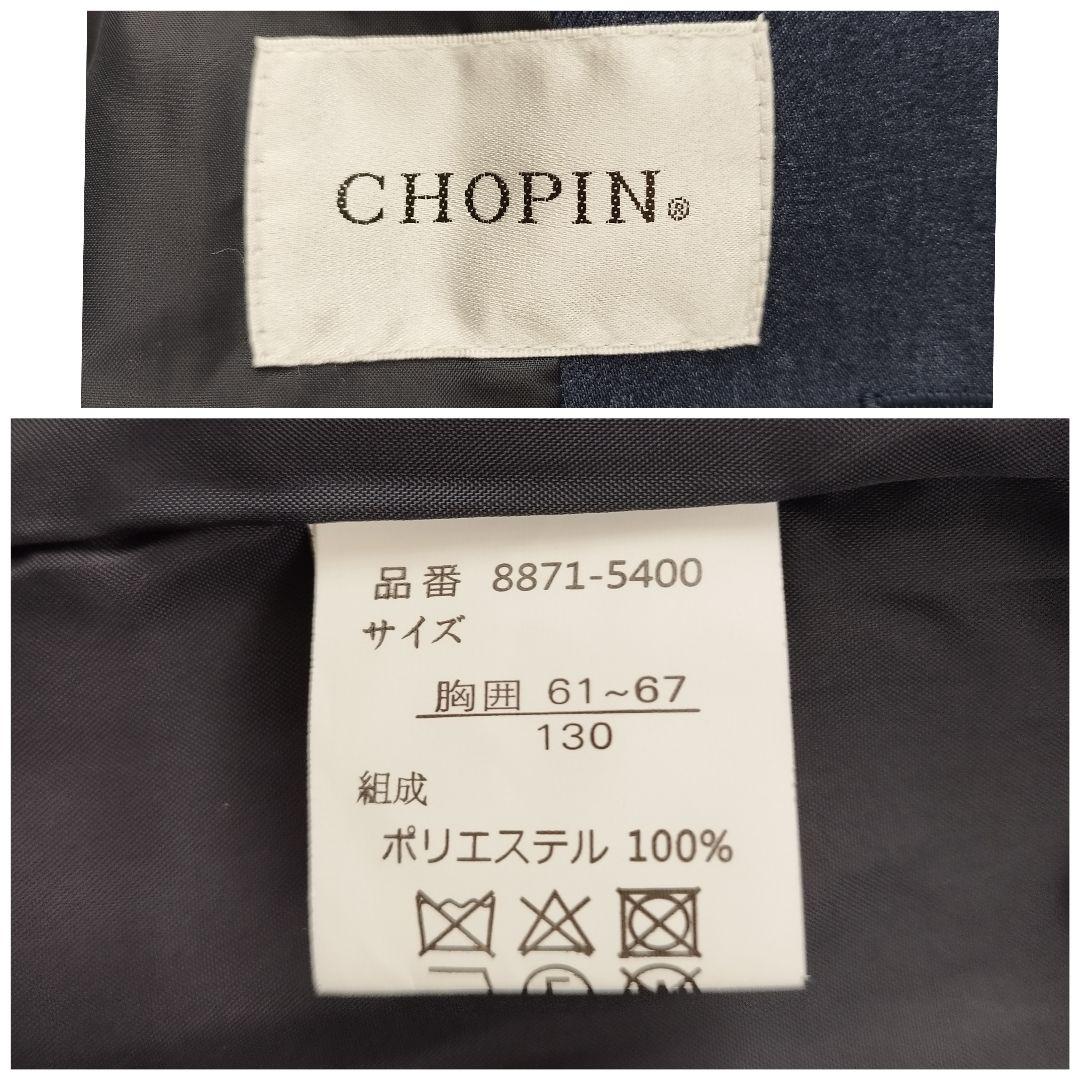 CHOPIN®
品番 8871-5400
サイズ
胸囲 61~67
130
組成
ポリエステル 100%